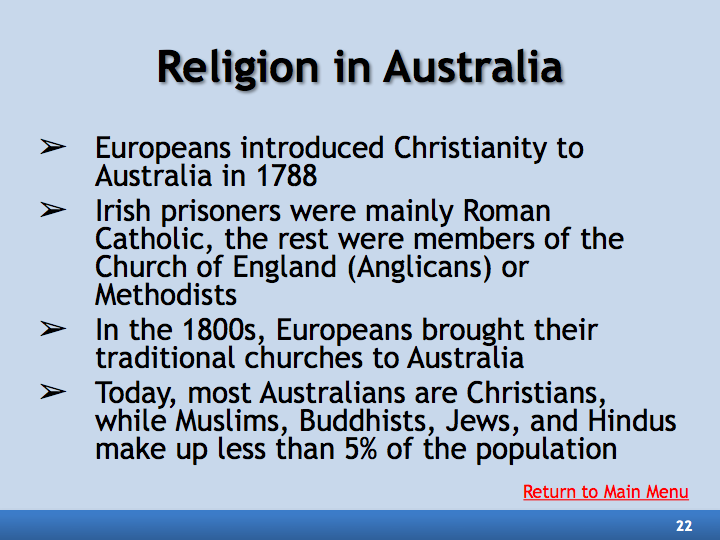 Religion in Australia
➢ Europeans introduced Christianity to
Australia in 1788
➢ Irish prisoners were mainly Roman
Catholic, the rest were members of the
Church of England (Anglicans) or
Methodists
➢ In the 1800s, Europeans brought their
traditional churches to Australia
➢ Today, most Australians are Christians,
while Muslims, Buddhists, Jews, and Hindus
make up less than 5% of the population
Return to Main Menu
22